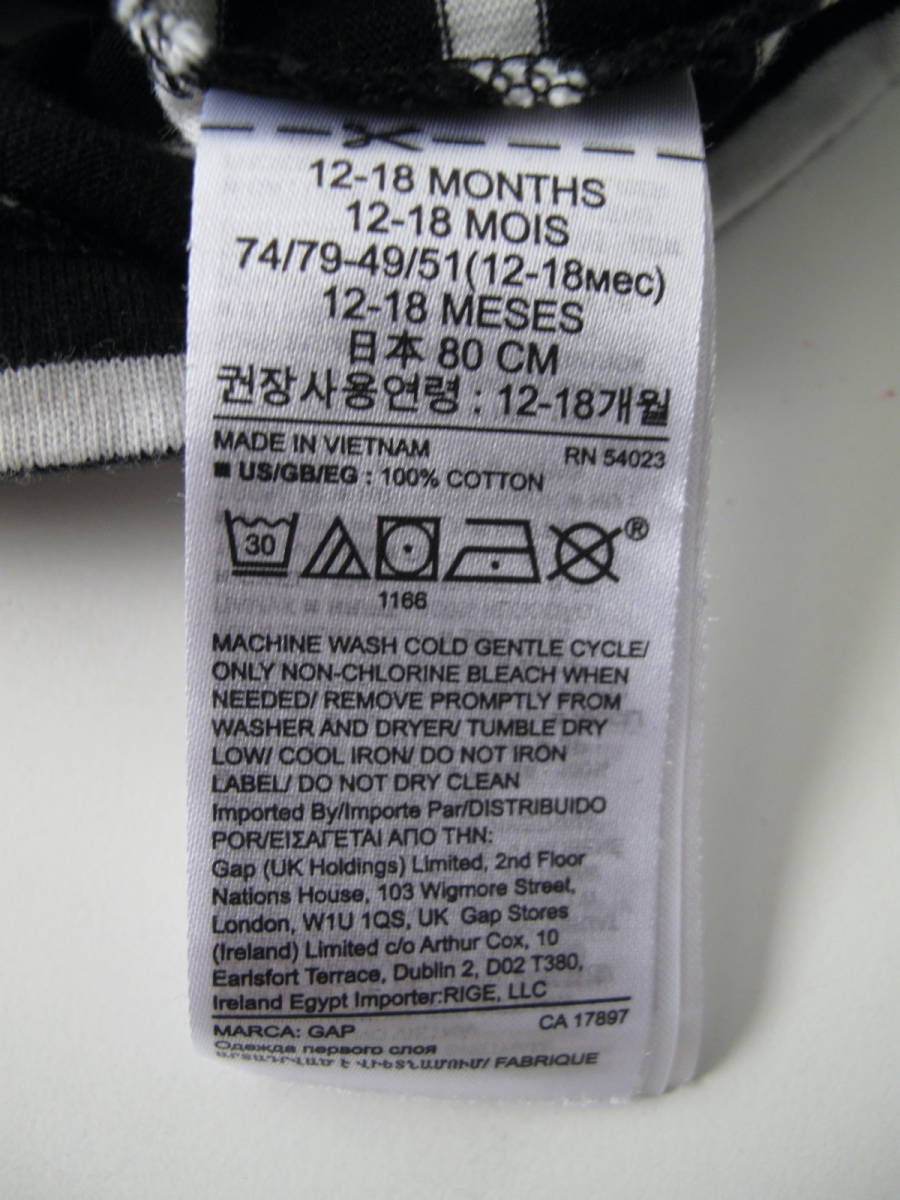 12-18 MONTHS
12-18 MOIS
74/79-49/51(12-18мес)
12-18 MESES
日本 80 CM
권장사용연령 : 12-18개월
MADE IN VIETNAM RN 54023
■ US/GB/EG : 100% COTTON
30 ®
1166
MACHINE WASH COLD GENTLE CYCLE/
ONLY NON-CHLORINE BLEACH WHEN
NEEDED/ REMOVE PROMPTLY FROM
WASHER AND DRYER/ TUMBLE DRY
LOW/ COOL IRON/ DO NOT IRON
LABEL/ DO NOT DRY CLEAN
Imported By/Importe Par/DISTRIBUIDO
POR/ΕΙΣΑΓΕΤΑΙ ΑΠΟ ΤΗΝ:
Gap (UK Holdings) Limited, 2nd Floor
Nations House, 103 Wigmore Street,
London, W1U 1QS, UK Gap Stores
(Ireland) Limited c/o Arthur Cox, 10
Earlsfort Terrace, Dublin 2, D02 T380,
Ireland Egypt Importer:RIGE, LLC
MARCA: GAP CA 17897
Одежда первого слоя
ԱՐՏԱԴՐՎԱԾ Է ՎԻԵՏՆԱՄՈՒՄ/ FABRIQUE